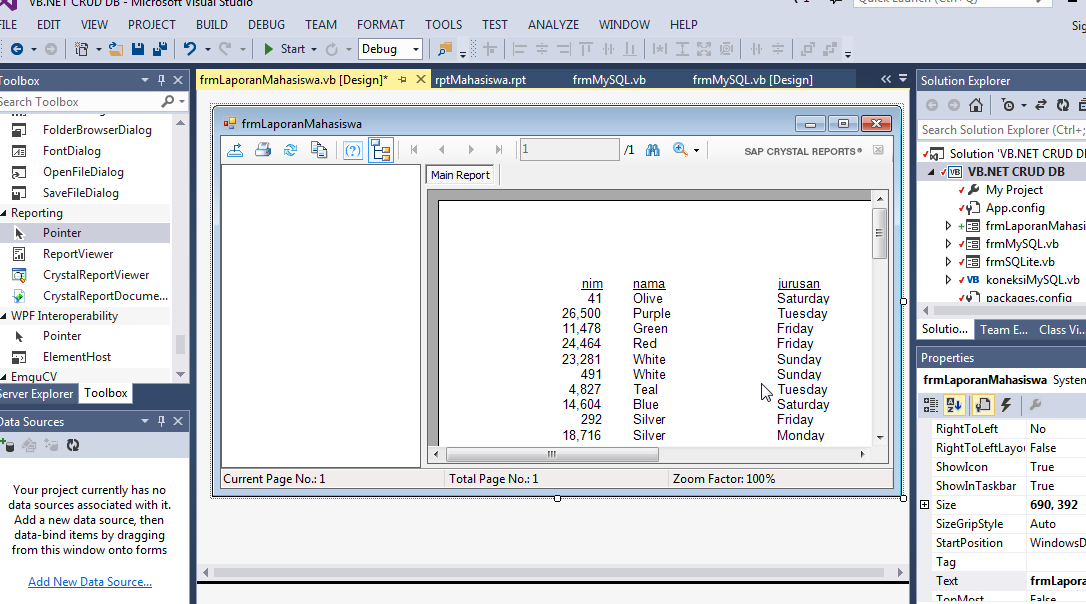 VB.NET CRUD DB - Microsoft Visual Studio
Quick Launch (Ctrl+Q)
FILE EDIT VIEW PROJECT BUILD DEBUG TEAM FORMAT TOOLS TEST ANALYZE WINDOW HELP
Start Debug
Toolbox
Search Toolbox
FolderBrowserDialog
FontDialog
OpenFileDialog
SaveFileDialog
Reporting
Pointer
ReportViewer
CrystalReportViewer
CrystalReportDocume...
WPF Interoperability
Pointer
ElementHost
EmguCV
Server Explorer Toolbox
Data Sources
Your project currently has no
data sources associated with it.
Add a new data source, then
data-bind items by dragging
from this window onto forms
Add New Data Source...
frmLaporanMahasiswa.vb [Design]* rptMahasiswa.rpt frmMySQL.vb frmMySQL.vb [Design]
frmLaporanMahasiswa
1 /1 SAP CRYSTAL REPORTS®
Main Report
nim nama jurusan
41 Olive Saturday
26,500 Purple Tuesday
11,478 Green Friday
24,464 Red Friday
23,281 White Sunday
491 White Sunday
4,827 Teal Tuesday
14,604 Blue Saturday
292 Silver Friday
18,716 Silver Monday
Current Page No.: 1 Total Page No.: 1 Zoom Factor: 100%
Solution Explorer
Search Solution Explorer (Ctrl+;
Solution 'VB.NET CRUD DB
VB.NET CRUD DB
My Project
App.config
frmLaporanMahasi
frmMySQL.vb
frmSQLite.vb
koneksiMySQL.vb
packages.config
Solutio... Team E... Class Vi...
Properties
frmLaporanMahasiswa System
RightToLeft No
RightToLeftLayou False
ShowIcon True
ShowInTaskbar True
Size 690, 392
SizeGripStyle Auto
StartPosition WindowsD
Tag
Text frmLapora
TopMost False